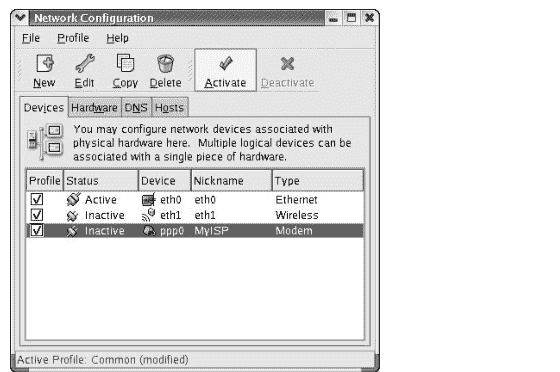 Network Configuration
File Profile Help
New Edit Copy Delete Activate Deactivate
Devices Hardware DNS Hosts
You may configure network devices associated with
physical hardware here. Multiple logical devices can be
associated with a single piece of hardware.
Profile Status Device Nickname Type
Active eth0 eth0 Ethernet
Inactive eth1 eth1 Wireless
Inactive ppp0 MyISP Modem
Active Profile: Common (modified)